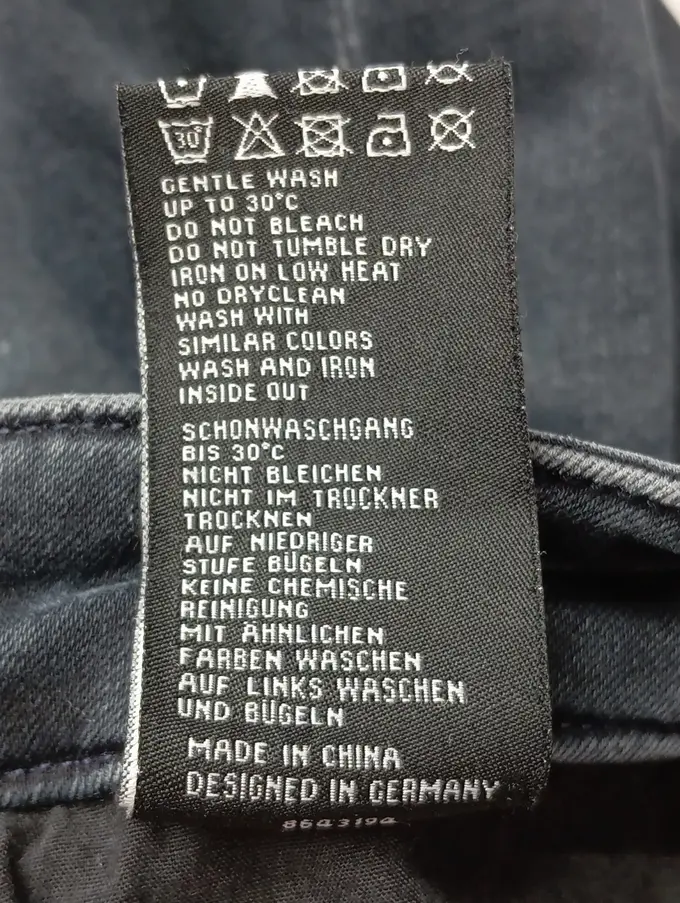 30°
GENTLE WASH
UP TO 30°C
DO NOT BLEACH
DO NOT TUMBLE DRY
IRON ON LOW HEAT
NO DRYCLEAN
WASH WITH
SIMILAR COLORS
WASH AND IRON
INSIDE OUT
SCHONWASCHGANG
BIS 30°C
NICHT BLEICHEN
NICHT IM TROCKNER
TROCKNEN
AUF NIEDRIGER
STUFE BÜGELN
KEINE CHEMISCHE
REINIGUNG
MIT ÄHNLICHEN
FARBEN WASCHEN
AUF LINKS WASCHEN
UND BÜGELN
MADE IN CHINA
DESIGNED IN GERMANY